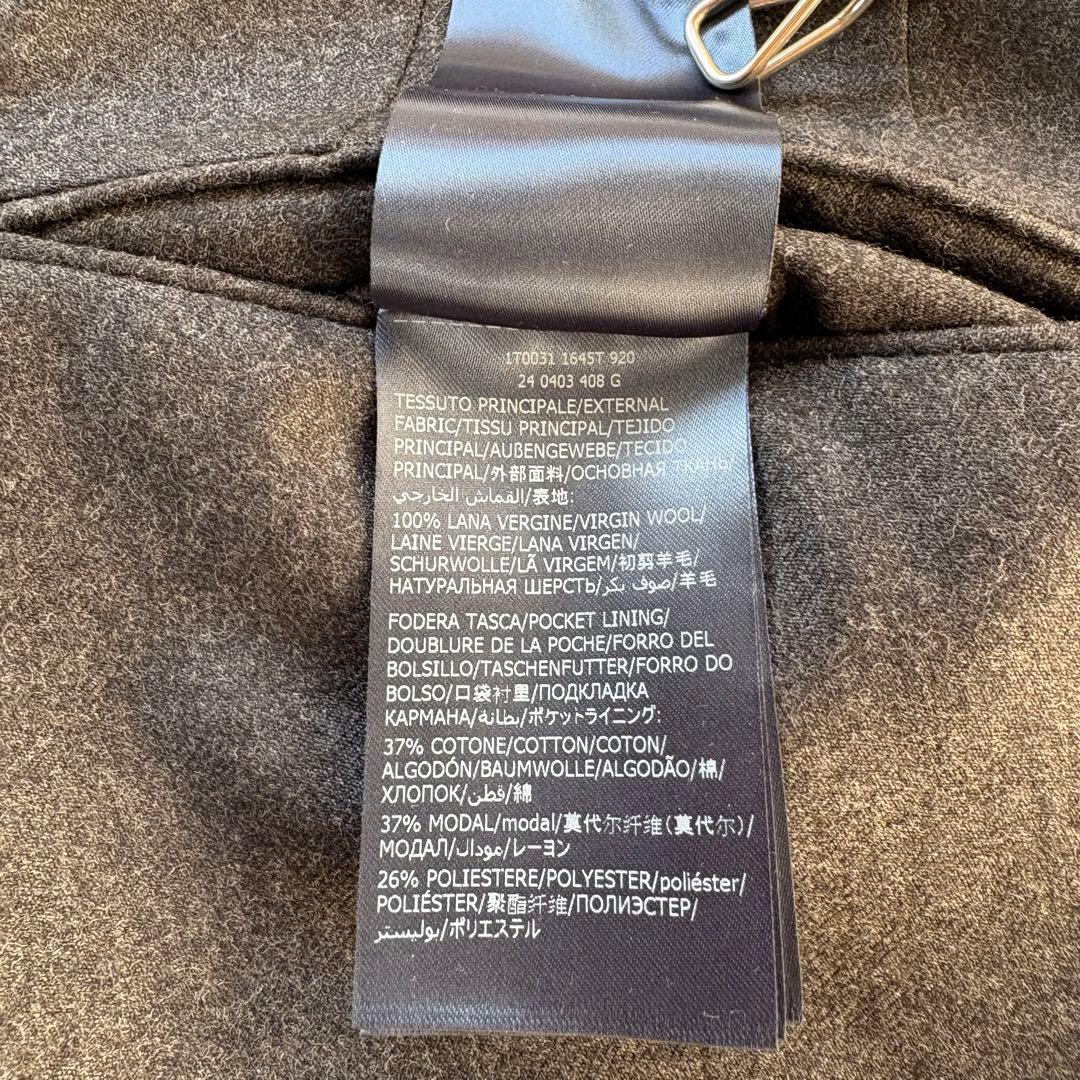 1T0031 1645T 920
24 0403 408 G
TESSUTO PRINCIPALE/EXTERNAL
FABRIC/TISSU PRINCIPAL/TEJIDO
PRINCIPAL/AUßENGEWEBE/TECIDO
PRINCIPAL/外部面料/ОСНОВНАЯ ТКАНЬ/
القماش الخارجي/表地:
100% LANA VERGINE/VIRGIN WOOL/
LAINE VIERGE/LANA VIRGEN/
SCHURWOLLE/LÃ VIRGEM/初剪羊毛/
НАТУРАЛЬНАЯ ШЕРСТЬ/صوف بكر/羊毛
FODERA TASCA/POCKET LINING/
DOUBLURE DE LA POCHE/FORRO DEL
BOLSILLO/TASCHENFUTTER/FORRO DO
BOLSO/口袋衬里/ПОДКЛАДКА
КАРМАНА/بطانة/ポケットライニング:
37% COTONE/COTTON/COTON/
ALGODÓN/BAUMWOLLE/ALGODÃO/棉/
ХЛОПОК/قطن/綿
37% MODAL/modal/莫代尔纤维(莫代尔)/
МОДАЛ/مودال/レーヨン
26% POLIESTERE/POLYESTER/poliéster/
POLIÉSTER/聚酯纤维/ПОЛИЭСТЕР/
بوليستر/ポリエステル